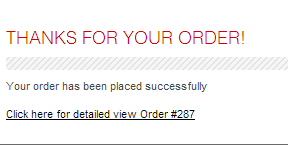 THANKS FOR YOUR ORDER!
Your order has been placed successfully
Click here for detailed view Order #287